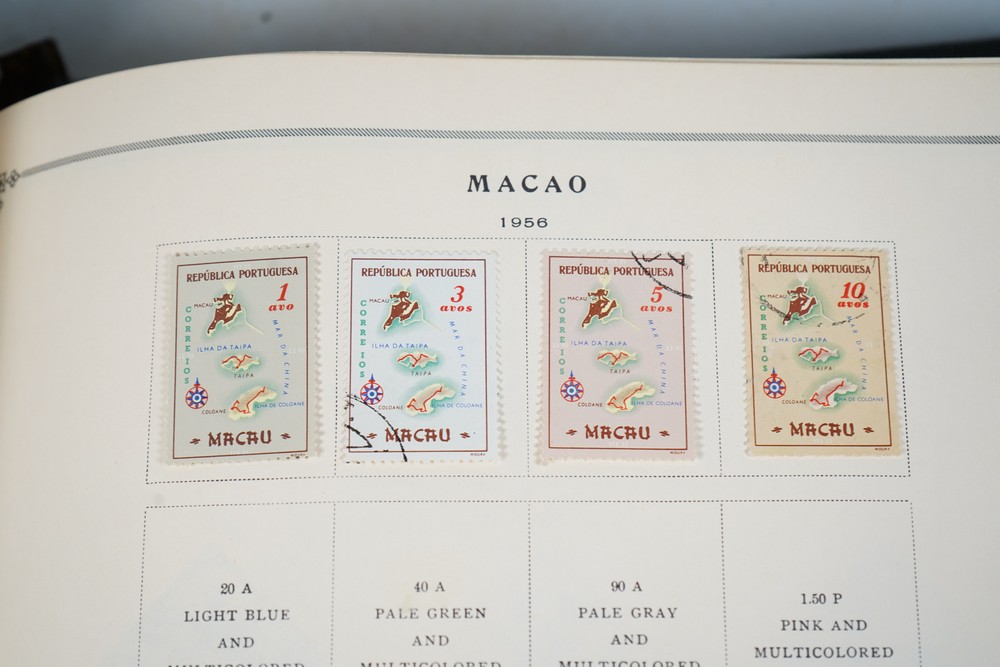 MACAO
1956
REPÚBLICA PORTUGUESA
1
avo
MACAU
CORREIOS
MAR DA CHINA
ILHA DA TAIPA
TAIPA
COLOANE
ILHA DE COLOANE
MACAU
REPÚBLICA PORTUGUESA
3
avos
MACAU
CORREIOS
MAR DA CHINA
ILHA DA TAIPA
TAIPA
COLOANE
ILHA DE COLOANE
MACAU
REPÚBLICA PORTUGUESA
5
avos
MACAU
CORREIOS
MAR DA CHINA
ILHA DA TAIPA
TAIPA
COLOANE
ILHA DE COLOANE
MACAU
REPÚBLICA PORTUGUESA
10
avos
MACAU
CORREIOS
MAR DA CHINA
ILHA DA TAIPA
TAIPA
COLOANE
ILHA DE COLOANE
MACAU
20 A
LIGHT BLUE
AND
MULTICOLORED
40 A
PALE GREEN
AND
MULTICOLORED
90 A
PALE GRAY
AND
MULTICOLORED
1.50 P
PINK AND
MULTICOLORED